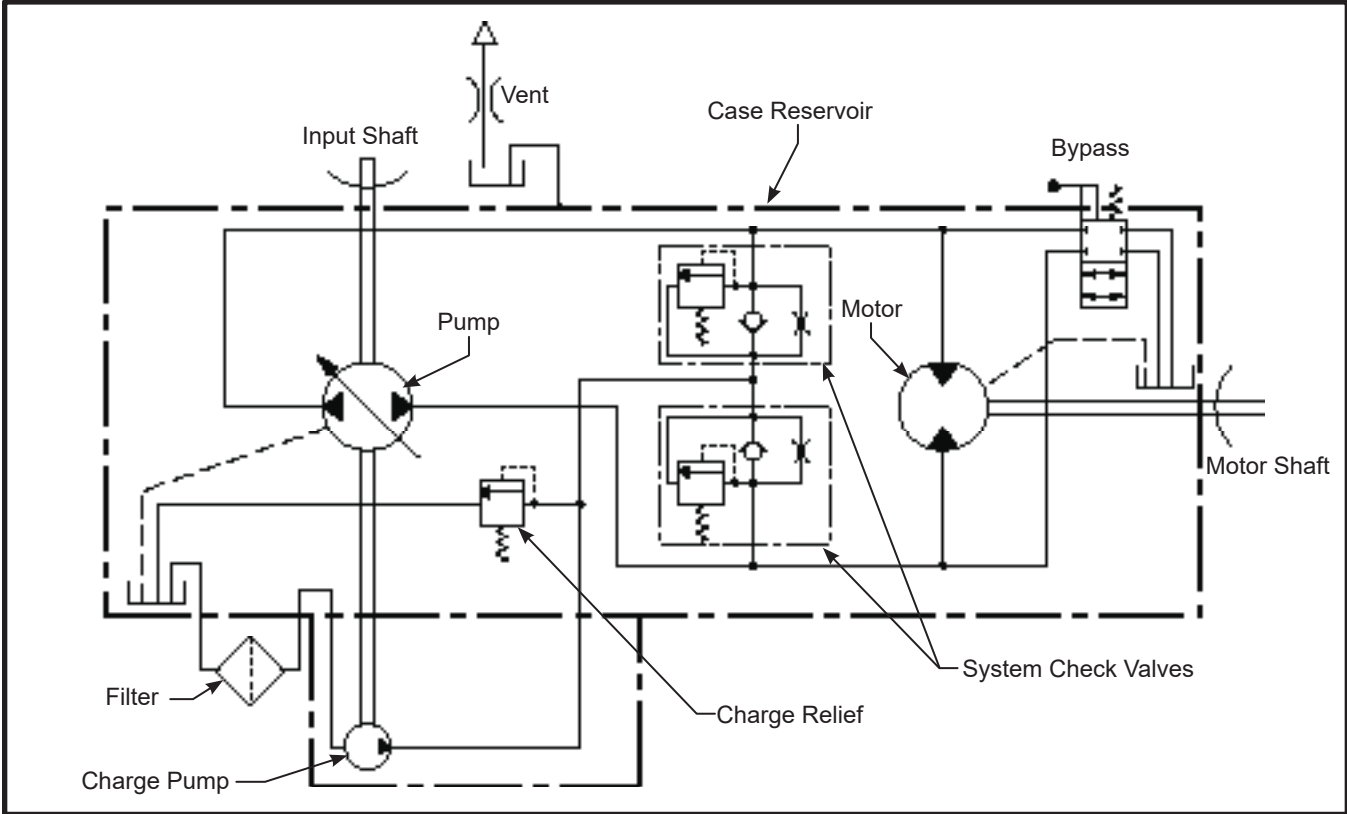 Vent
Case Reservoir
Input Shaft
Bypass
Pump
Motor
Motor Shaft
System Check Valves
Filter
Charge Relief
Charge Pump